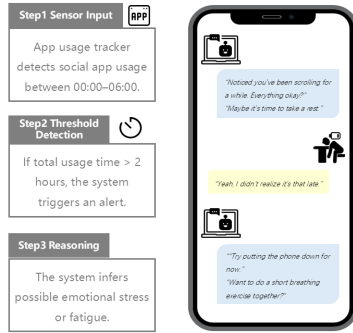 Step1 Sensor Input
APP
App usage tracker
detects social app usage
between 00:00–06:00.
Step2 Threshold
Detection
If total usage time > 2
hours, the system
triggers an alert.
Step3 Reasoning
The system infers
possible emotional stress
or fatigue.
"Noticed you've been scrolling for
a while. Everything okay?"
"Maybe it's time to take a rest."
"Yeah, I didn't realize it's that late."
""Try putting the phone down for
now."
"Want to do a short breathing
exercise together?"